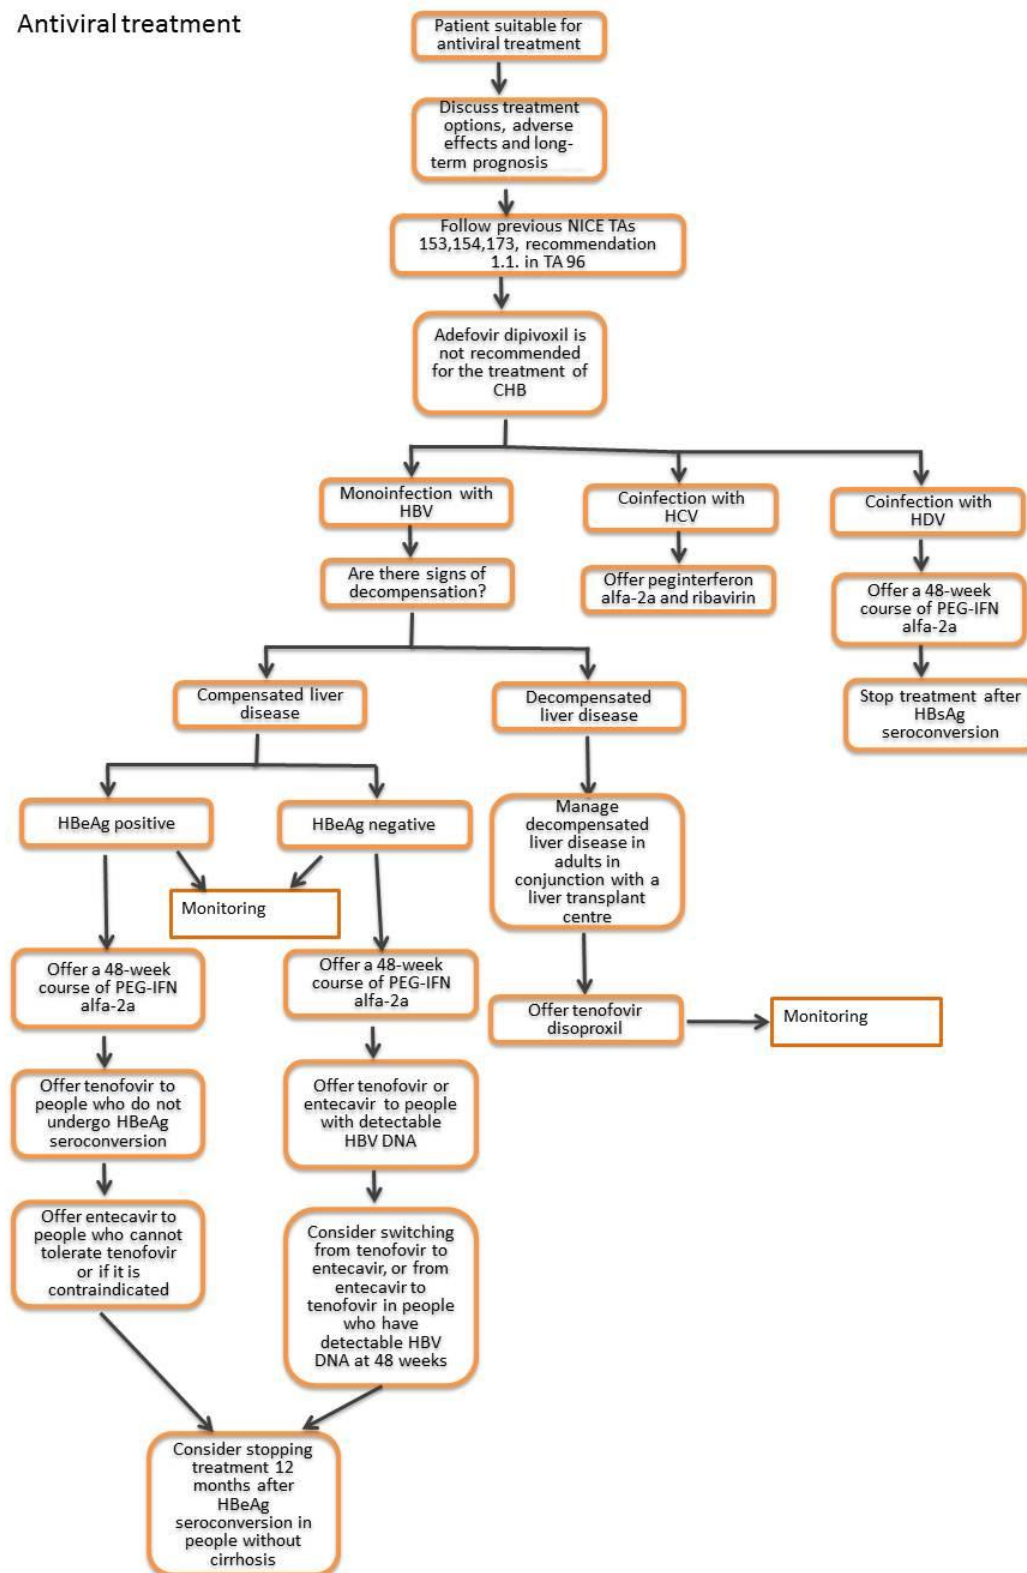 Antiviral treatment
Patient suitable for
antiviral treatment
Discuss treatment
options, adverse
effects and long-
term prognosis
Follow previous NICE TAs
153,154,173, recommendation
1.1. in TA 96
Adefovir dipivoxil is
not recommended
for the treatment of
CHB
Monoinfection with
HBV
Coinfection with
HCV
Coinfection with
HDV
Are there signs of
decompensation?
Offer peginterferon
alfa-2a and ribavirin
Offer a 48-week
course of PEG-IFN
alfa-2a
Compensated liver
disease
Decompensated
liver disease
Stop treatment after
HBsAg
seroconversion
HBeAg positive
HBeAg negative
Manage
decompensated
liver disease in
adults in
conjunction with a
liver transplant
centre
Monitoring
Offer a 48-week
course of PEG-IFN
alfa-2a
Offer a 48-week
course of PEG-IFN
alfa-2a
Offer tenofovir
disoproxil
Monitoring
Offer tenofovir to
people who do not
undergo HBeAg
seroconversion
Offer tenofovir or
entecavir to people
with detectable
HBV DNA
Offer entecavir to
people who cannot
tolerate tenofovir
or if it is
contraindicated
Consider switching
from tenofovir to
entecavir, or from
entecavir to
tenofovir in people
who have
detectable HBV
DNA at 48 weeks
Consider stopping
treatment 12
months after
HBeAg
seroconversion in
people without
cirrhosis